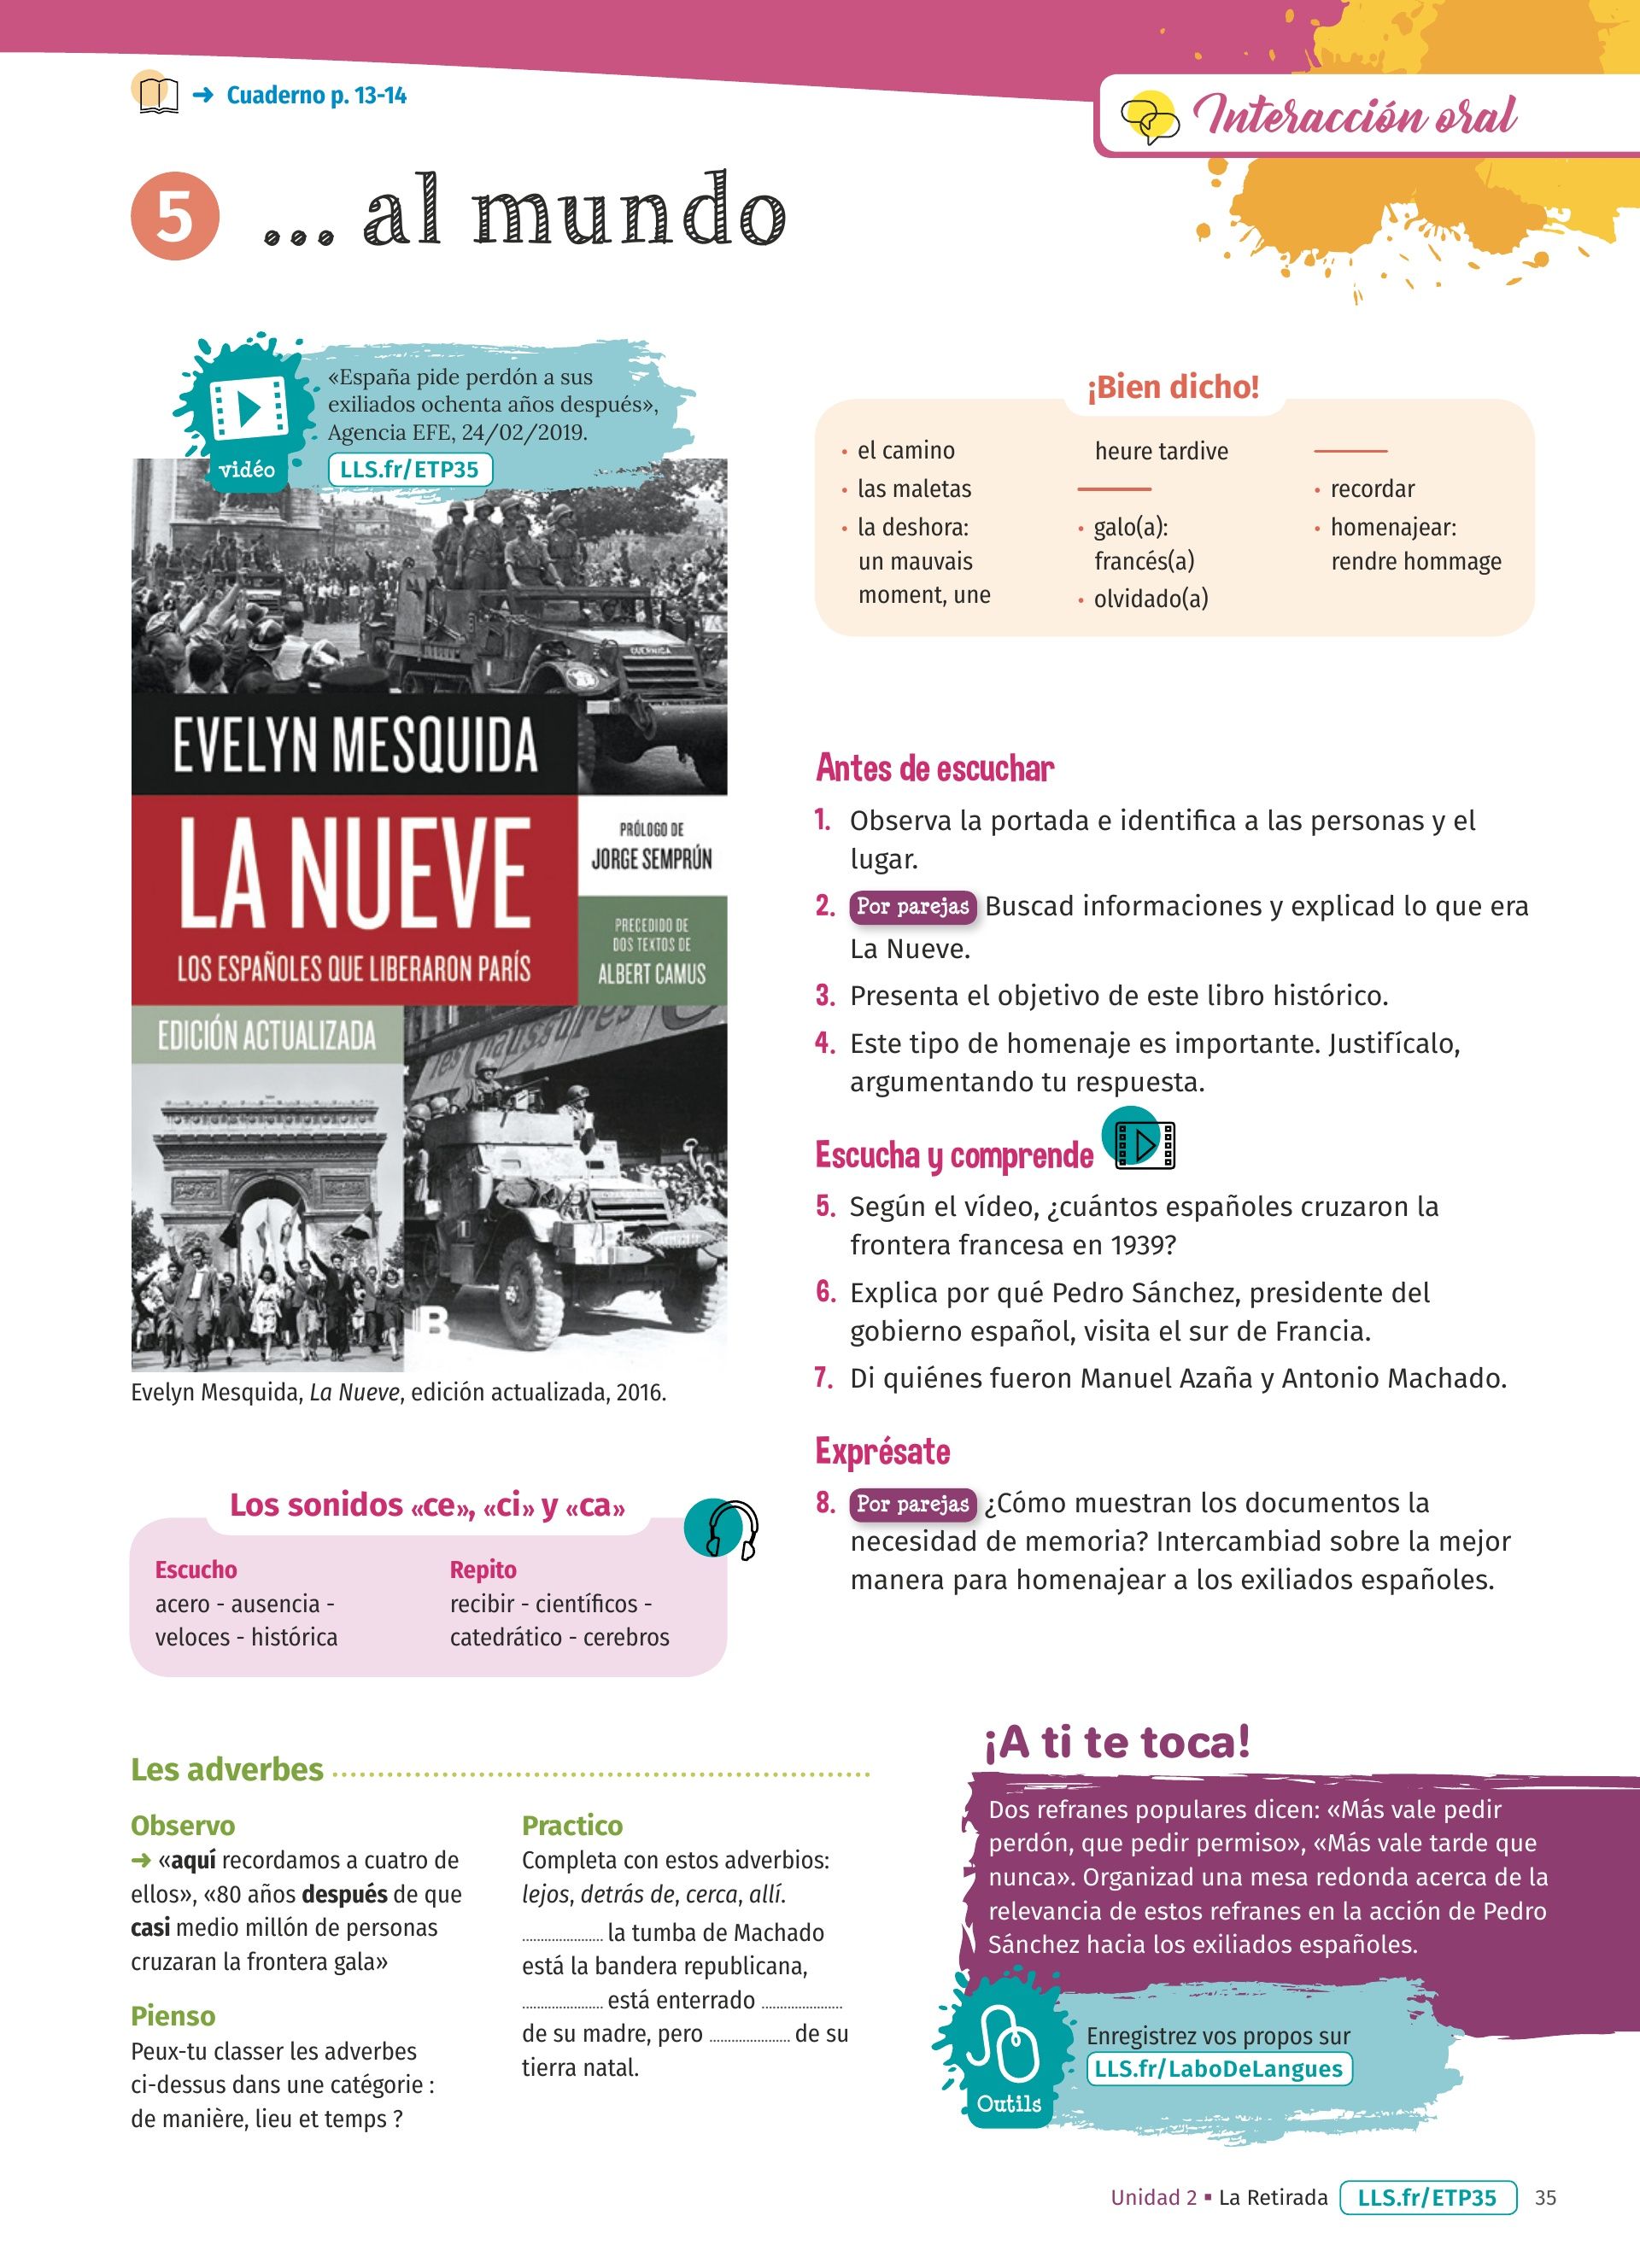 → Cuaderno p. 13-14
Interacción oral
5 ... al mundo
«España pide perdón a sus
exiliados ochenta años después»,
Agencia EFE, 24/02/2019.
vidéo
LLS.fr/ETP35
GUERNICA
EVELYN MESQUIDA
LA NUEVE
LOS ESPAÑOLES QUE LIBERARON PARÍS
PRÓLOGO DE
JORGE SEMPRÚN
PRECEDIDO DE
DOS TEXTOS DE
ALBERT CAMUS
EDICIÓN ACTUALIZADA
chaussures
B
Evelyn Mesquida, La Nueve, edición actualizada, 2016.
Los sonidos «ce», «ci» y «ca»
Escucho
acero - ausencia -
veloces - histórica
Repito
recibir - científicos -
catedrático - cerebros
¡Bien dicho!
• el camino
• las maletas
• la deshora:
un mauvais
moment, une
heure tardive
• galo(a):
francés(a)
• olvidado(a)
• recordar
• homenajear:
rendre hommage
Antes de escuchar
1. Observa la portada e identifica a las personas y el
lugar.
2. Por parejas Buscad informaciones y explicad lo que era
La Nueve.
3. Presenta el objetivo de este libro histórico.
4. Este tipo de homenaje es importante. Justifícalo,
argumentando tu respuesta.
Escucha y comprende
5. Según el vídeo, ¿cuántos españoles cruzaron la
frontera francesa en 1939?
6. Explica por qué Pedro Sánchez, presidente del
gobierno español, visita el sur de Francia.
7. Di quiénes fueron Manuel Azaña y Antonio Machado.
Exprésate
8. Por parejas ¿Cómo muestran los documentos la
necesidad de memoria? Intercambiad sobre la mejor
manera para homenajear a los exiliados españoles.
Les adverbes
Observo
→ «aquí recordamos a cuatro de
ellos», «80 años después de que
casi medio millón de personas
cruzaran la frontera gala»
Pienso
Peux-tu classer les adverbes
ci-dessus dans une catégorie :
de manière, lieu et temps ?
Practico
Completa con estos adverbios:
lejos, detrás de, cerca, allí.
.................... la tumba de Machado
está la bandera republicana,
.................... está enterrado ....................
de su madre, pero .................... de su
tierra natal.
¡A ti te toca!
Dos refranes populares dicen: «Más vale pedir
perdón, que pedir permiso», «Más vale tarde que
nunca». Organizad una mesa redonda acerca de la
relevancia de estos refranes en la acción de Pedro
Sánchez hacia los exiliados españoles.
Outils
Enregistrez vos propos sur
LLS.fr/LaboDeLangues
Unidad 2 ▪ La Retirada LLS.fr/ETP35 35